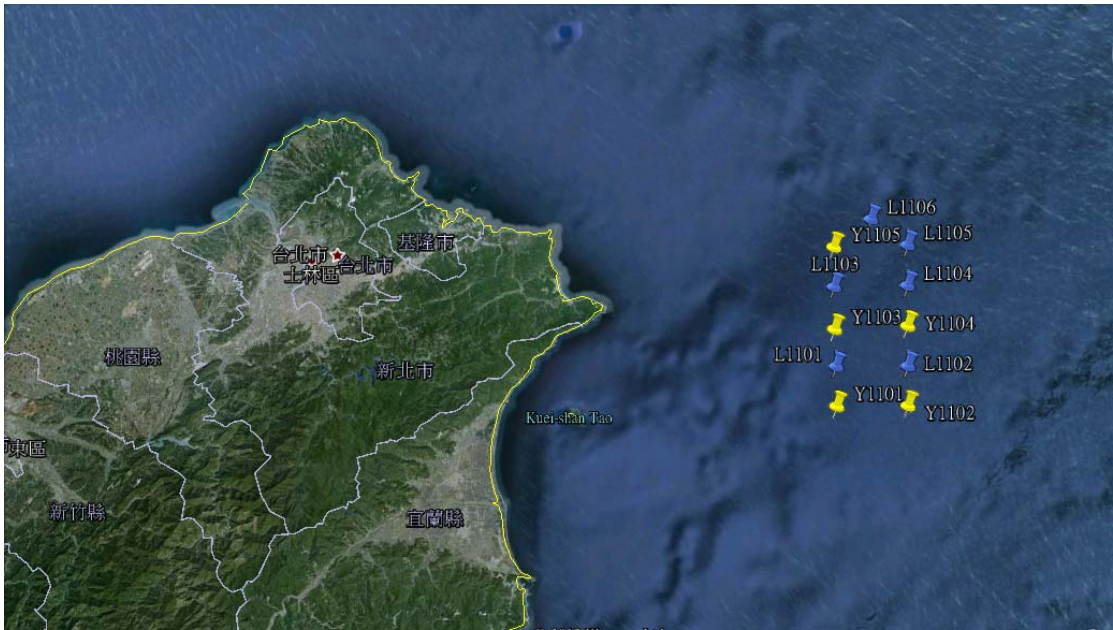 L1106
Y1105
L1105
基隆市
台北市
台北市
士林區
L1103
L1104
Y1103
Y1104
桃園縣
新北市
L1101
L1102
Y1101
Y1102
Kuei-shan Tao
東區
新竹縣
宜蘭縣